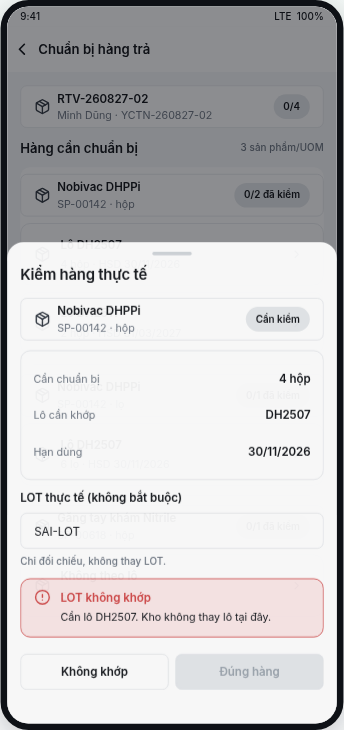 9:41
LTE 100%
Chuẩn bị hàng trả
RTV-260827-02
Minh Dũng · YCTN-260827-02
0/4
Hàng cần chuẩn bị
3 sản phẩm/UOM
Nobivac DHPPi
SP-00142 · hộp
0/2 đã kiểm
Lô DH2507
Kiểm hàng thực tế
Nobivac DHPPi
SP-00142 · hộp
Cần kiểm
Cần chuẩn bị
4 hộp
Lô cần khớp
DH2507
Hạn dùng
30/11/2026
LOT thực tế (không bắt buộc)
SAI-LOT
Chỉ đối chiếu, không thay LOT.
LOT không khớp
Cần lô DH2507. Kho không thay lô tại đây.
Không khớp
Đúng hàng